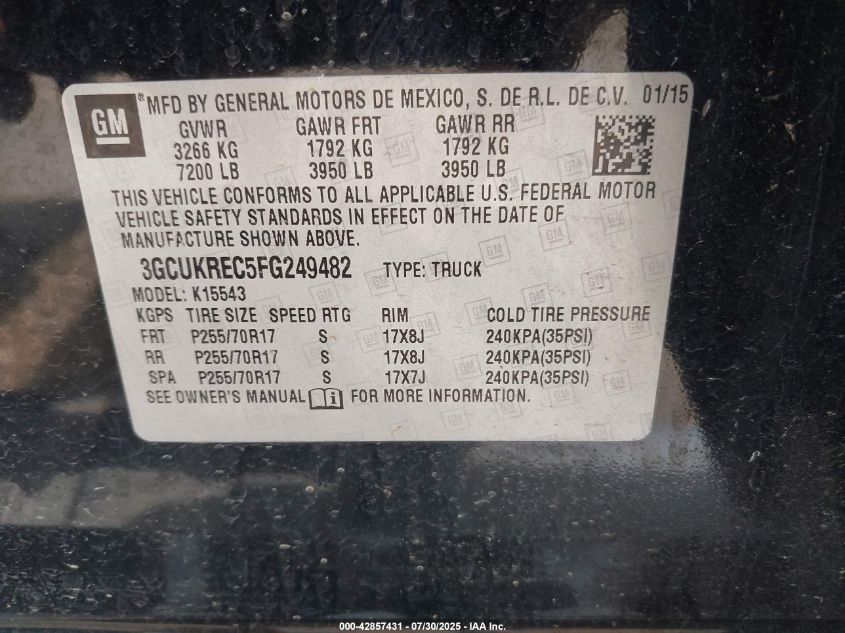 GM ® MFD BY GENERAL MOTORS DE MEXICO, S. DE R.L. DE C.V. 01/15
GVWR GAWR FRT GAWR RR
3266 KG 1792 KG 1792 KG
7200 LB 3950 LB 3950 LB
THIS VEHICLE CONFORMS TO ALL APPLICABLE U.S. FEDERAL MOTOR
VEHICLE SAFETY STANDARDS IN EFFECT ON THE DATE OF
MANUFACTURE SHOWN ABOVE.
3GCUKREC5FG249482 TYPE: TRUCK
MODEL: K15543
KGPS TIRE SIZE SPEED RTG RIM COLD TIRE PRESSURE
FRT P255/70R17 S 17X8J 240KPA(35PSI)
RR P255/70R17 S 17X8J 240KPA(35PSI)
SPA P255/70R17 S 17X7J 240KPA(35PSI)
SEE OWNER'S MANUAL FOR MORE INFORMATION.
000-42857431 - 07/30/2025 - IAA Inc.